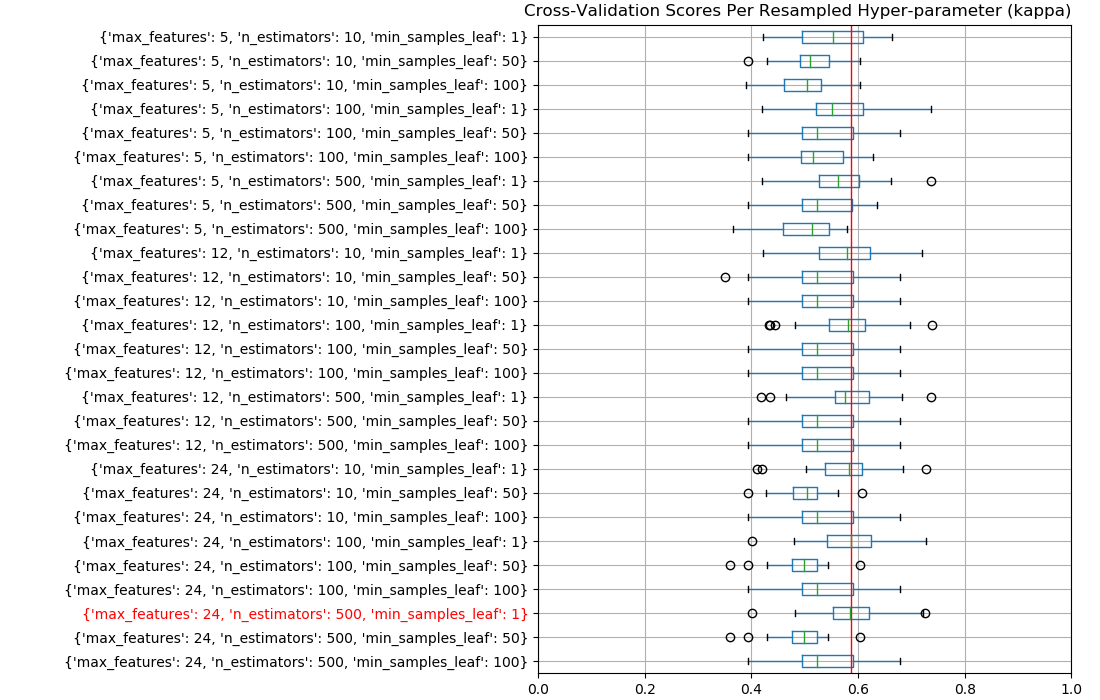 Cross-Validation Scores Per Resampled Hyper-parameter (kappa)
{'max_features': 5, 'n_estimators': 10, 'min_samples_leaf': 1}
{'max_features': 5, 'n_estimators': 10, 'min_samples_leaf': 50}
{'max_features': 5, 'n_estimators': 10, 'min_samples_leaf': 100}
{'max_features': 5, 'n_estimators': 100, 'min_samples_leaf': 1}
{'max_features': 5, 'n_estimators': 100, 'min_samples_leaf': 50}
{'max_features': 5, 'n_estimators': 100, 'min_samples_leaf': 100}
{'max_features': 5, 'n_estimators': 500, 'min_samples_leaf': 1}
{'max_features': 5, 'n_estimators': 500, 'min_samples_leaf': 50}
{'max_features': 5, 'n_estimators': 500, 'min_samples_leaf': 100}
{'max_features': 12, 'n_estimators': 10, 'min_samples_leaf': 1}
{'max_features': 12, 'n_estimators': 10, 'min_samples_leaf': 50}
{'max_features': 12, 'n_estimators': 10, 'min_samples_leaf': 100}
{'max_features': 12, 'n_estimators': 100, 'min_samples_leaf': 1}
{'max_features': 12, 'n_estimators': 100, 'min_samples_leaf': 50}
{'max_features': 12, 'n_estimators': 100, 'min_samples_leaf': 100}
{'max_features': 12, 'n_estimators': 500, 'min_samples_leaf': 1}
{'max_features': 12, 'n_estimators': 500, 'min_samples_leaf': 50}
{'max_features': 12, 'n_estimators': 500, 'min_samples_leaf': 100}
{'max_features': 24, 'n_estimators': 10, 'min_samples_leaf': 1}
{'max_features': 24, 'n_estimators': 10, 'min_samples_leaf': 50}
{'max_features': 24, 'n_estimators': 10, 'min_samples_leaf': 100}
{'max_features': 24, 'n_estimators': 100, 'min_samples_leaf': 1}
{'max_features': 24, 'n_estimators': 100, 'min_samples_leaf': 50}
{'max_features': 24, 'n_estimators': 100, 'min_samples_leaf': 100}
{'max_features': 24, 'n_estimators': 500, 'min_samples_leaf': 1}
{'max_features': 24, 'n_estimators': 500, 'min_samples_leaf': 50}
{'max_features': 24, 'n_estimators': 500, 'min_samples_leaf': 100}
0.0 0.2 0.4 0.6 0.8 1.0